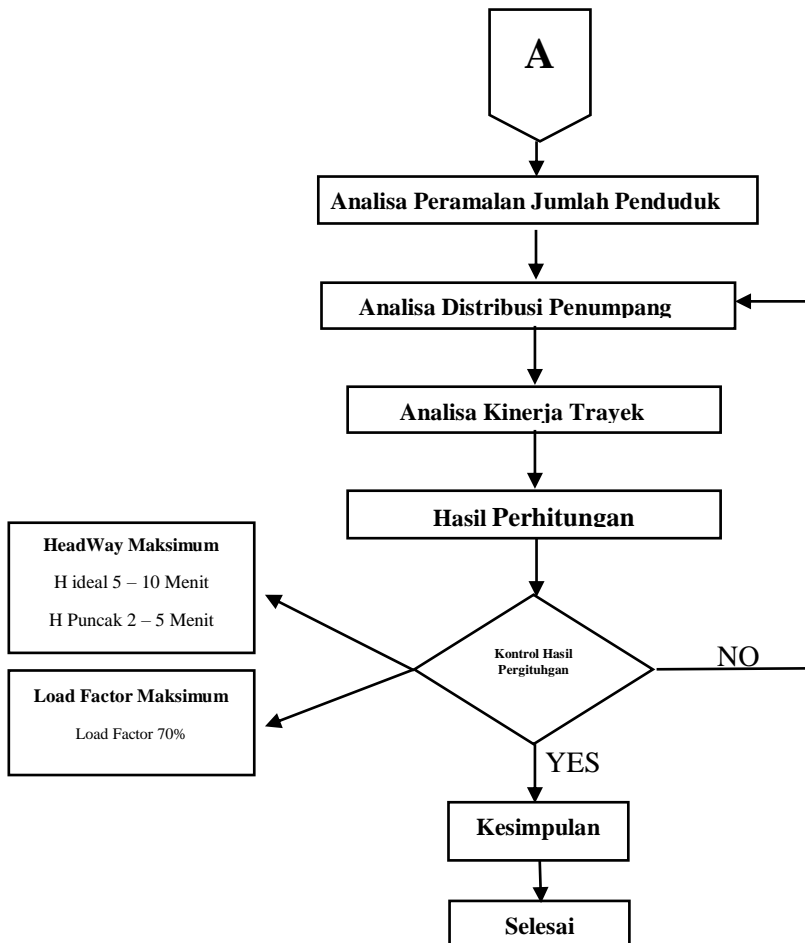 A
Analisa Peramalan Jumlah Penduduk
Analisa Distribusi Penumpang
Analisa Kinerja Trayek
Hasil Perhitungan
HeadWay Maksimum
H ideal 5 – 10 Menit
H Puncak 2 – 5 Menit
Kontrol Hasil
Pergituhgan
NO
Load Factor Maksimum
Load Factor 70%
YES
Kesimpulan
Selesai